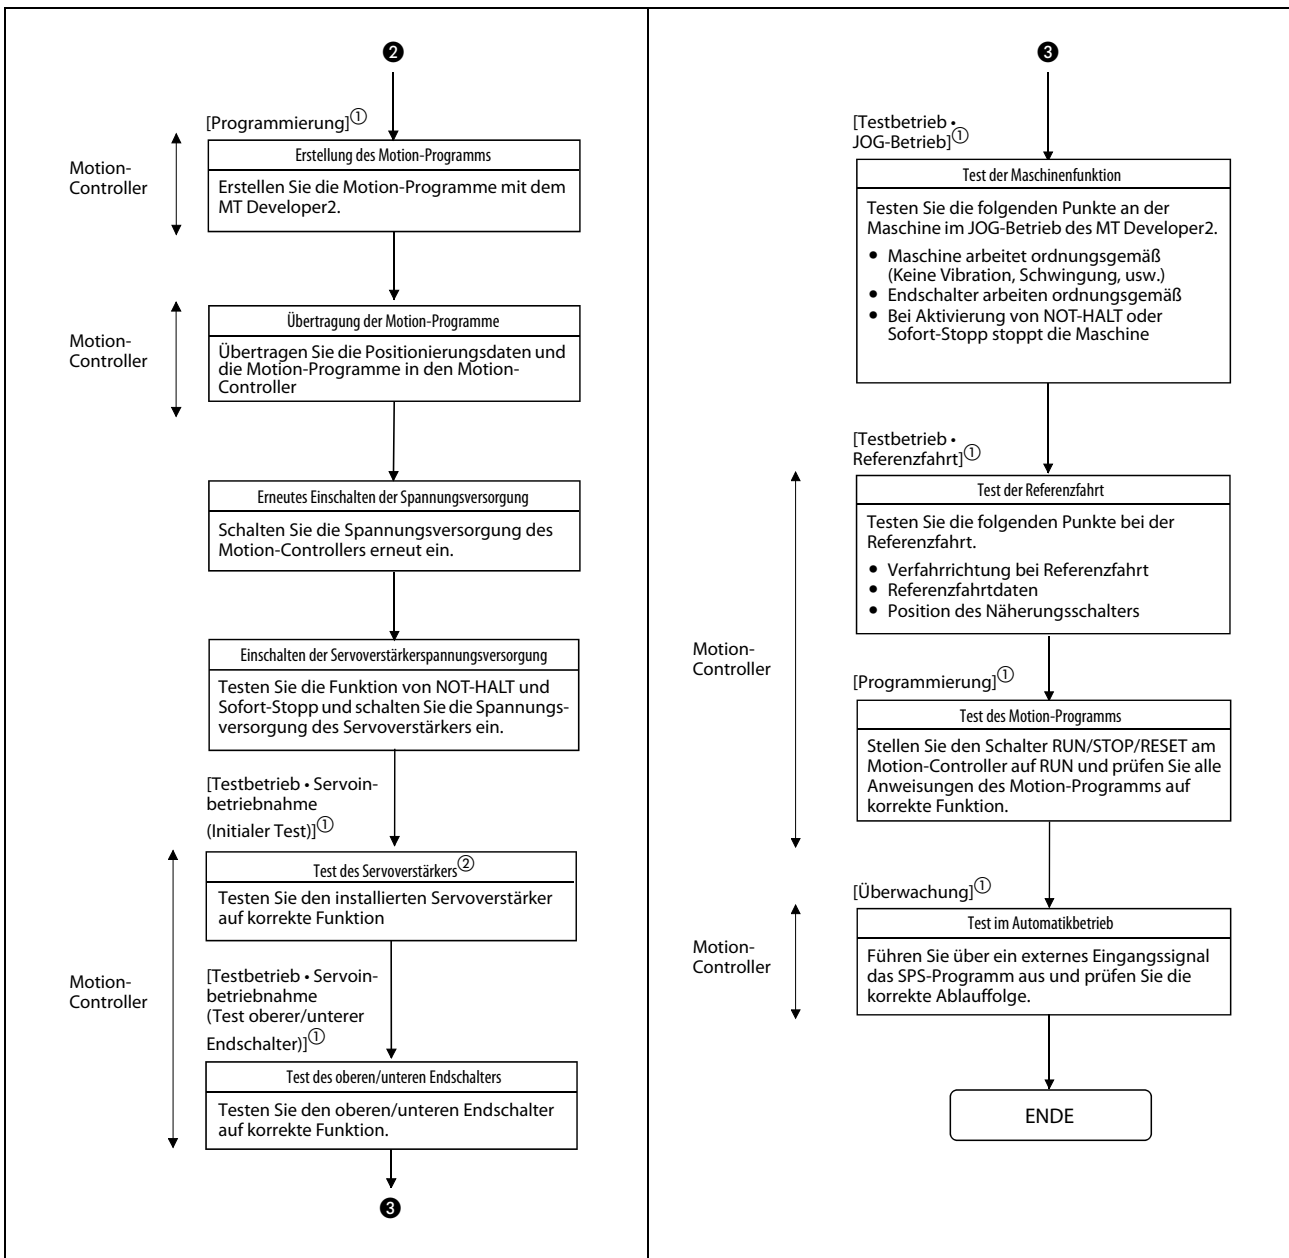 ❷
[Programmierung]①
Motion-
Controller
Erstellung des Motion-Programms
Erstellen Sie die Motion-Programme mit dem
MT Developer2.
Motion-
Controller
Übertragung der Motion-Programme
Übertragen Sie die Positionierungsdaten und
die Motion-Programme in den Motion-
Controller
Erneutes Einschalten der Spannungsversorgung
Schalten Sie die Spannungsversorgung des
Motion-Controllers erneut ein.
Einschalten der Servoverstärkerspannungsversorgung
Testen Sie die Funktion von NOT-HALT und
Sofort-Stopp und schalten Sie die Spannungs-
versorgung des Servoverstärkers ein.
[Testbetrieb • Servoin-
betriebnahme
(Initialer Test)]①
Test des Servoverstärkers②
Testen Sie den installierten Servoverstärker
auf korrekte Funktion
Motion-
Controller
[Testbetrieb • Servoin-
betriebnahme
(Test oberer/unterer
Endschalter)]①
Test des oberen/unteren Endschalters
Testen Sie den oberen/unteren Endschalter
auf korrekte Funktion.
❸
❸
[Testbetrieb •
JOG-Betrieb]①
Test der Maschinenfunktion
Testen Sie die folgenden Punkte an der
Maschine im JOG-Betrieb des MT Developer2.
• Maschine arbeitet ordnungsgemäß
(Keine Vibration, Schwingung, usw.)
• Endschalter arbeiten ordnungsgemäß
• Bei Aktivierung von NOT-HALT oder
Sofort-Stopp stoppt die Maschine
[Testbetrieb •
Referenzfahrt]①
Test der Referenzfahrt
Testen Sie die folgenden Punkte bei der
Referenzfahrt.
• Verfahrrichtung bei Referenzfahrt
• Referenzfahrtdaten
• Position des Näherungsschalters
Motion-
Controller
[Programmierung]①
Test des Motion-Programms
Stellen Sie den Schalter RUN/STOP/RESET am
Motion-Controller auf RUN und prüfen Sie alle
Anweisungen des Motion-Programms auf
korrekte Funktion.
[Überwachung]①
Motion-
Controller
Test im Automatikbetrieb
Führen Sie über ein externes Eingangssignal
das SPS-Programm aus und prüfen Sie die
korrekte Ablauffolge.
ENDE